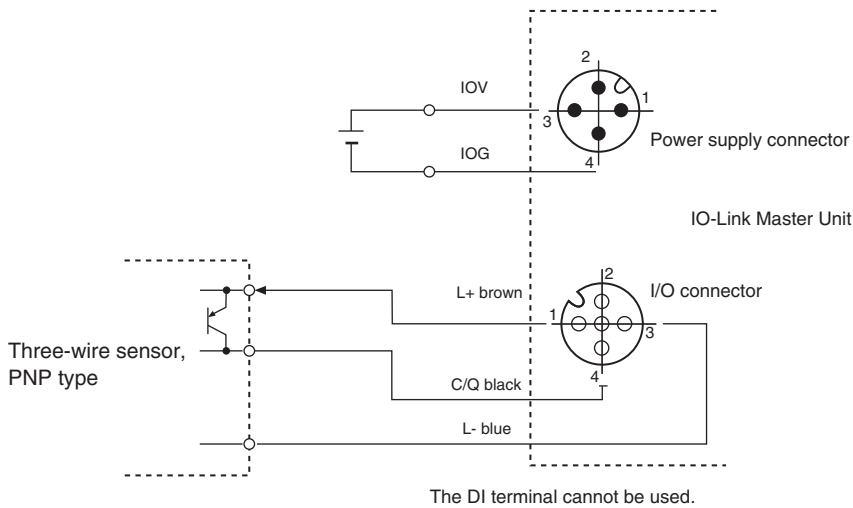 2
IOV
1
3
Power supply connector
IOG
4
IO-Link Master Unit
2
L+ brown
I/O connector
1
3
Three-wire sensor,
PNP type
4
C/Q black
L- blue
The DI terminal cannot be used.